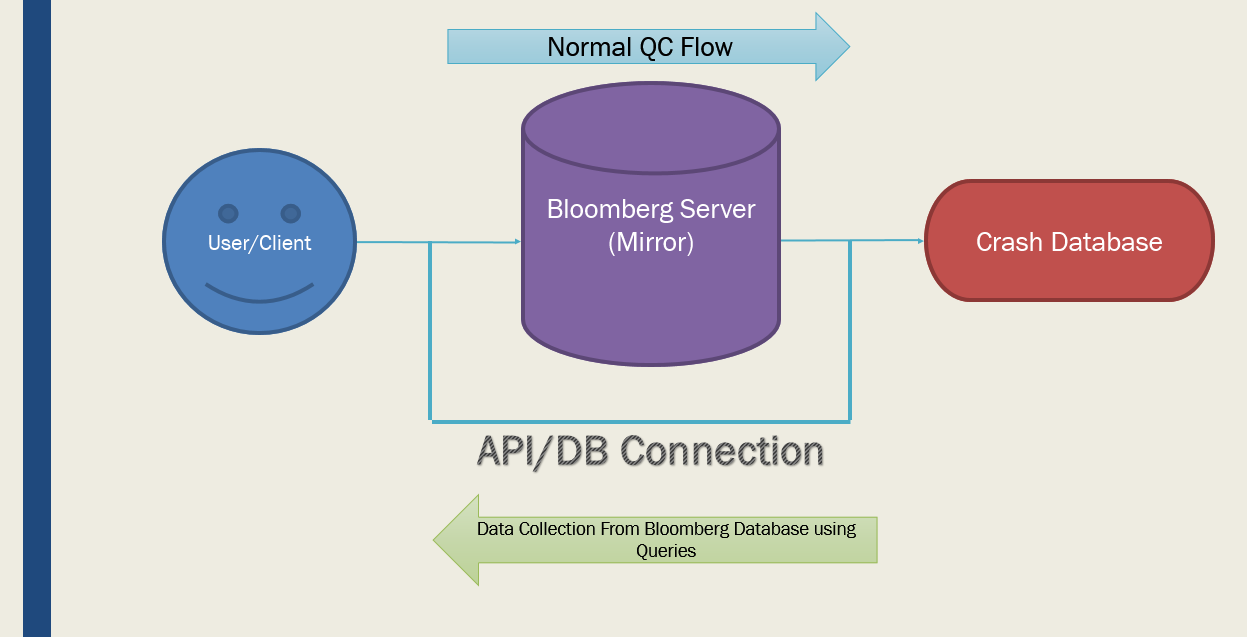 Normal QC Flow
User/Client
Bloomberg Server
(Mirror)
Crash Database
API/DB Connection
Data Collection From Bloomberg Database using
Queries